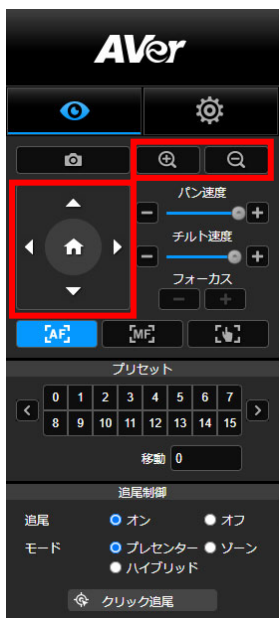 AVer
パン速度
チルト速度
フォーカス
AF
MF
プリセット
0 1 2 3 4 5 6 7
8 9 10 11 12 13 14 15
移動 0
追尾制御
追尾 オン オフ
モード プレセンター ゾーン
ハイブリッド
クリック追尾